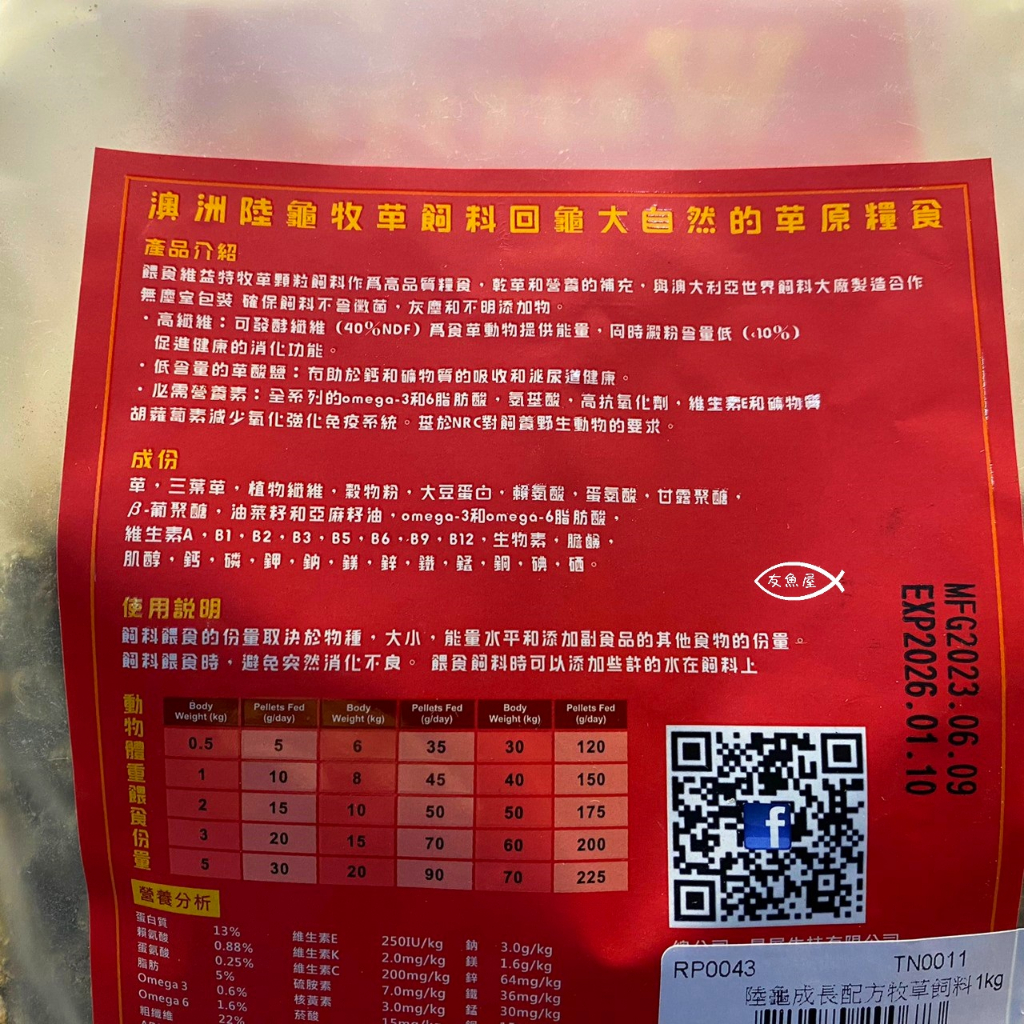 澳洲陸龜牧草飼料回龜大自然的草原糧食
產品介紹
餵食維益特牧草顆粒飼料作爲高品質糧食，乾草和營養的補充，與澳大利亞世界飼料大廠製造合作
無塵室包裝 確保飼料不含黴菌，灰塵和不明添加物。
·高纖維：可發酵纖維（40%NDF）爲食草動物提供能量，同時澱粉含量低（<10%）
促進健康的消化功能。
·低含量的草酸鹽：有助於鈣和礦物質的吸收和泌尿道健康。
·必需營養素：全系列的omega-3和6脂肪酸，氨基酸，高抗氧化劑，維生素E和礦物質
胡蘿蔔素減少氧化強化免疫系統。基於NRC對飼養野生動物的要求。
成份
草，三葉草，植物纖維，穀物粉，大豆蛋白，賴氨酸，蛋氨酸，甘露聚醣，
β-葡聚醣，油菜籽和亞麻籽油，omega-3和omega-6脂肪酸，
維生素A，B1，B2，B3，B5，B6，B9，B12，生物素，膽鹼，
肌醇，鈣，磷，鉀，鈉，鎂，鋅，鐵，錳，銅，碘，硒。
友魚屋
使用說明
飼料餵食的份量取決於物種，大小，能量水平和添加副食品的其他食物的份量。
飼料餵食時，避免突然消化不良。 餵食飼料時可以添加些許的水在飼料上
MFG2023.06.09
EXP2026.01.10
動物體重餵食份量
Body Weight (kg) Pellets Fed (g/day) Body Weight (kg) Pellets Fed (g/day) Body Weight (kg) Pellets Fed (g/day)
0.5 5 6 35 30 120
1 10 8 45 40 150
2 15 10 50 50 175
3 20 15 70 60 200
5 30 20 90 70 225
營養分析
蛋白質 13% 維生素E 250IU/kg 鈉 3.0g/kg
賴氨酸 0.88% 維生素K 2.0mg/kg 鎂 1.6g/kg
蛋氨酸 0.25% 維生素C 200mg/kg 鋅 64mg/kg
脂肪 5% 硫胺素 7.0mg/kg 鐵 36mg/kg
Omega 3 0.6% 核黃素 3.0mg/kg 錳 30mg/kg
Omega 6 1.6% 菸酸
粗纖維 22%
RP0043 TN0011
陸龜成長配方牧草飼料1kg